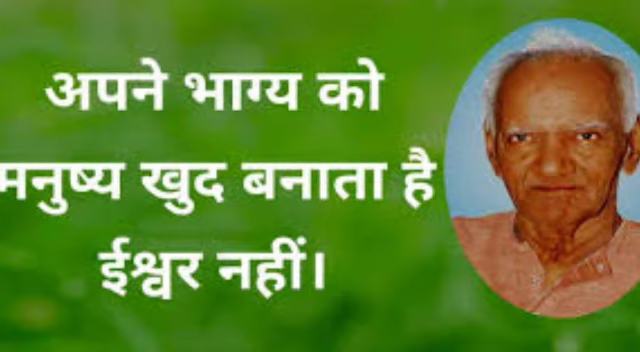 अपने भाग्य को
मनुष्य खुद बनाता है
ईश्वर नहीं।